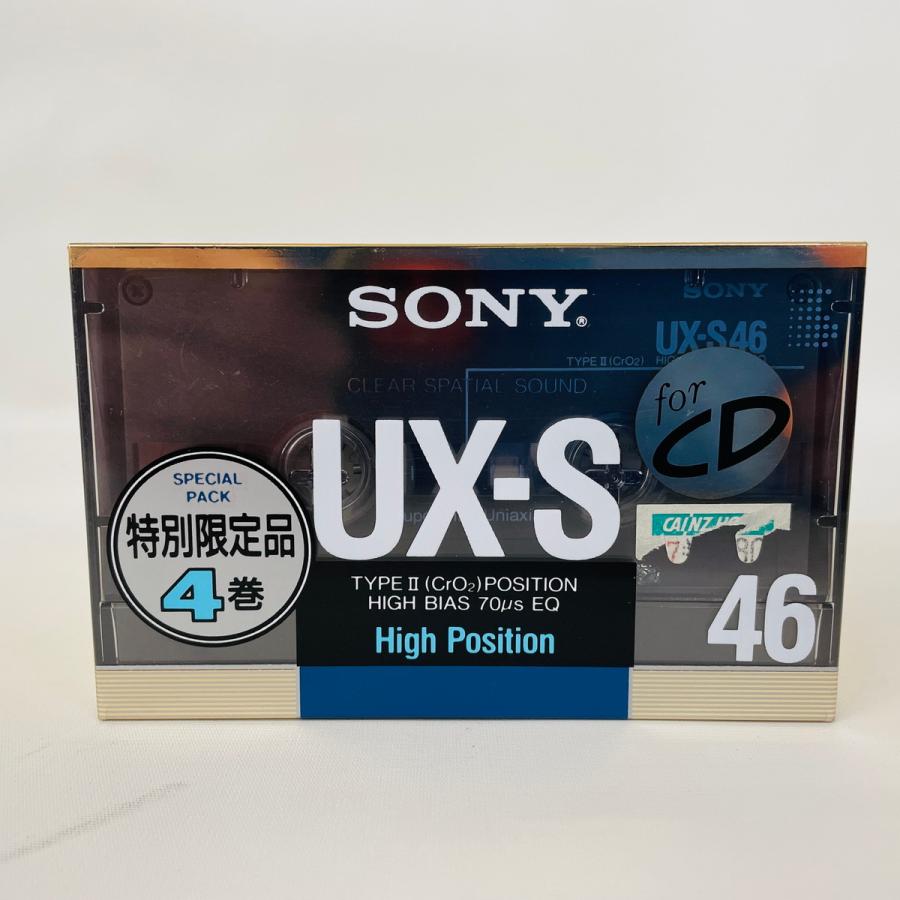 SONY®
SONY
UX-S46
TYPE II (CrO2)
CLEAR SPATIAL SOUND
for
CD
UX-S
SPECIAL
PACK
特別限定品
4巻
TYPE II (CrO2) POSITION
HIGH BIAS 70μs EQ
High Position
46